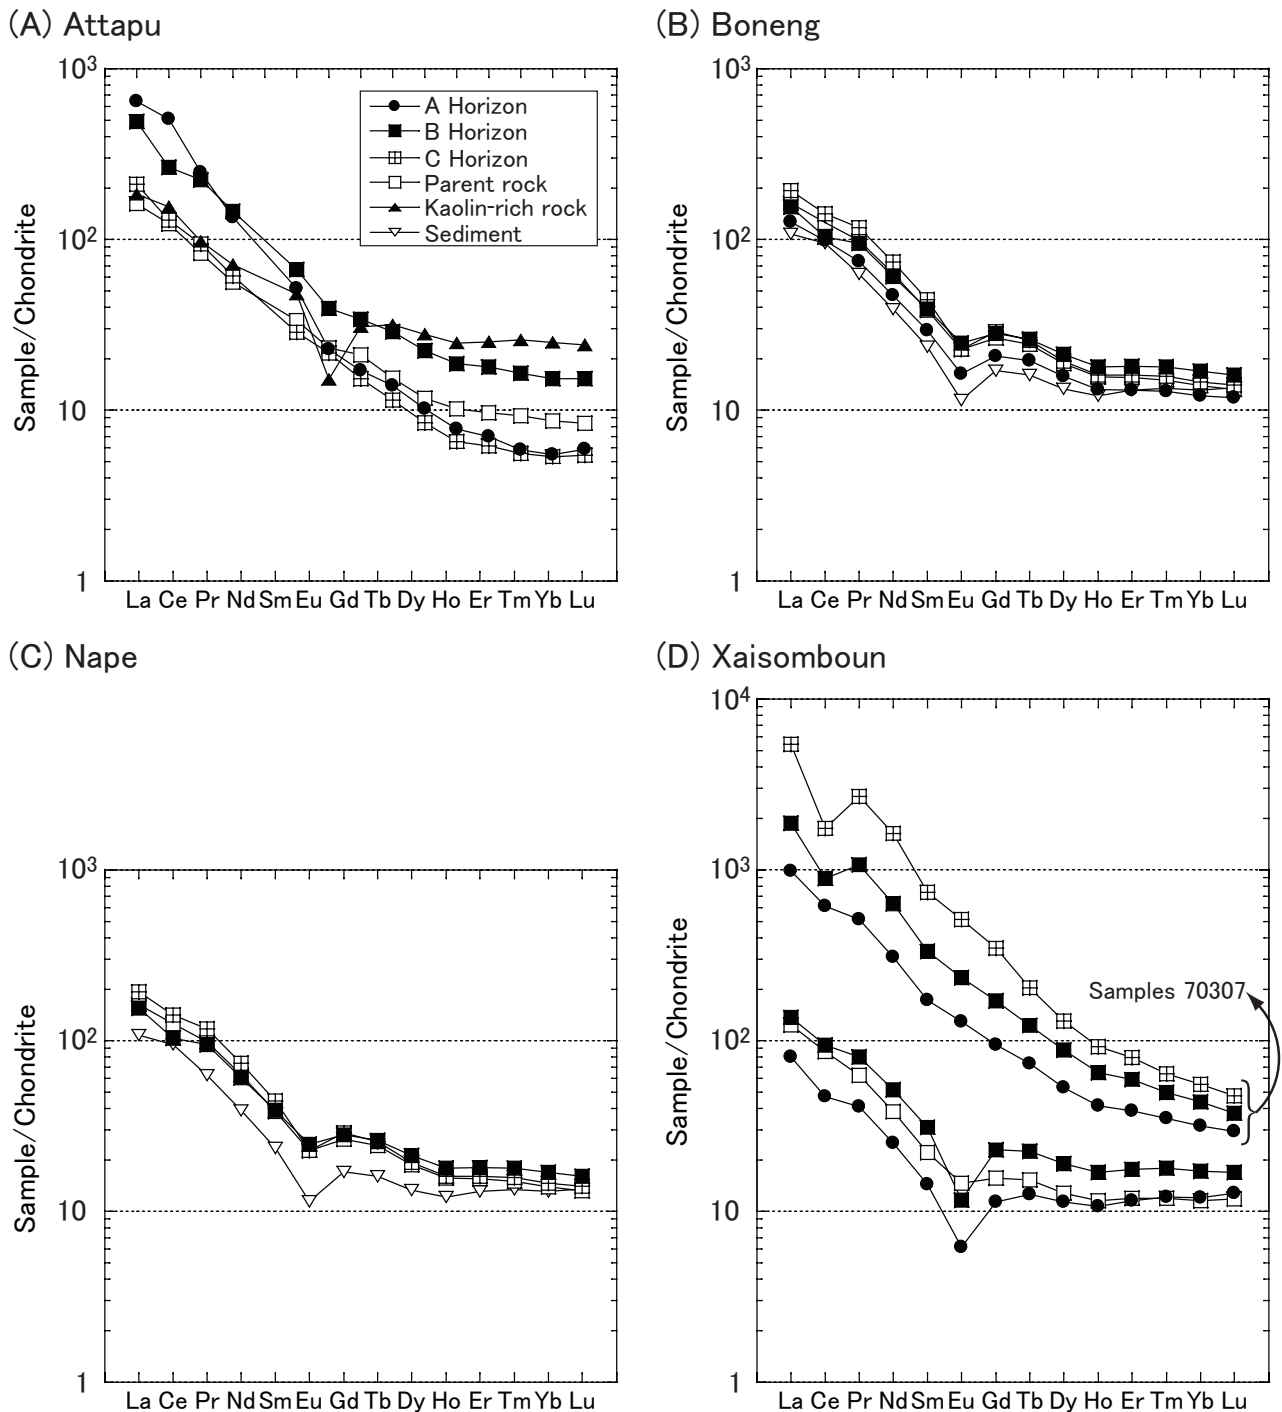 (A) Attapu
10³
10²
10
1
Sample/Chondrite
A Horizon
B Horizon
C Horizon
Parent rock
Kaolin-rich rock
Sediment
La Ce Pr Nd Sm Eu Gd Tb Dy Ho Er Tm Yb Lu
(B) Boneng
10³
10²
10
1
Sample/Chondrite
La Ce Pr Nd Sm Eu Gd Tb Dy Ho Er Tm Yb Lu
(C) Nape
10³
10²
10
1
Sample/Chondrite
La Ce Pr Nd Sm Eu Gd Tb Dy Ho Er Tm Yb Lu
(D) Xaisomboun
10⁴
10³
10²
10
1
Sample/Chondrite
Samples 70307
La Ce Pr Nd Sm Eu Gd Tb Dy Ho Er Tm Yb Lu